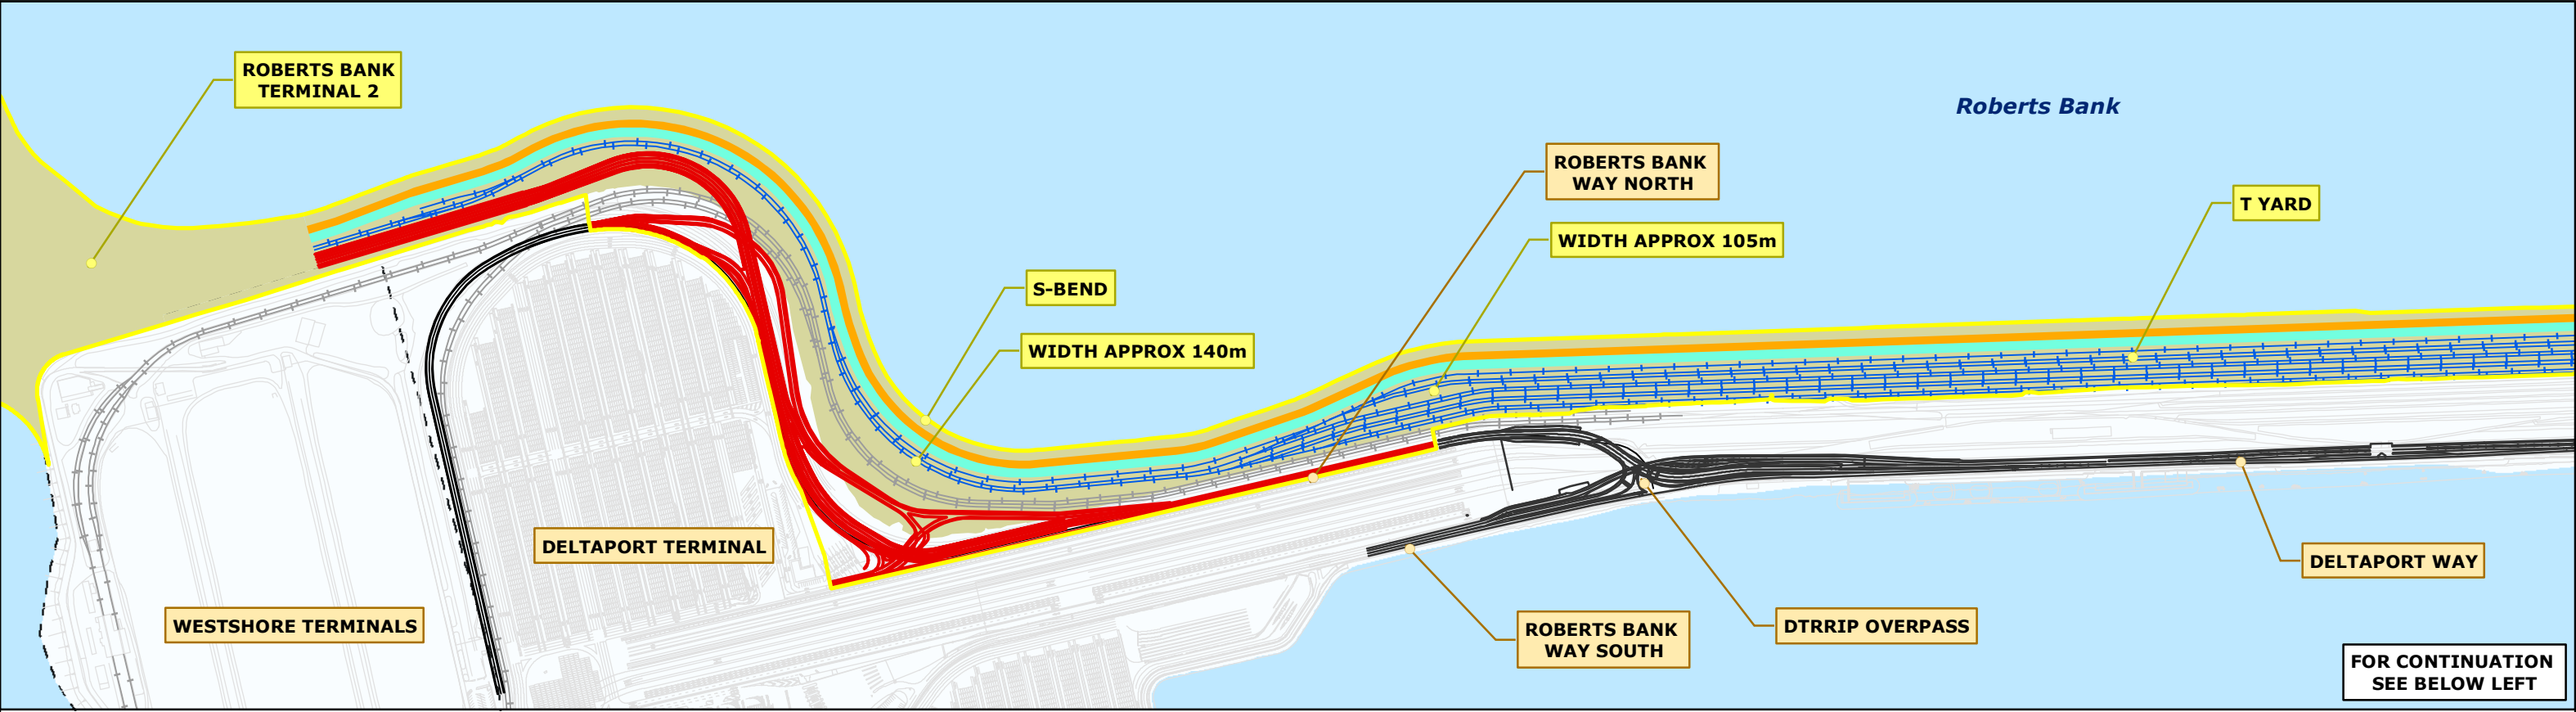 ROBERTS BANK
TERMINAL 2
Roberts Bank
ROBERTS BANK
WAY NORTH
T YARD
WIDTH APPROX 105m
S-BEND
WIDTH APPROX 140m
DELTAPORT TERMINAL
DELTAPORT WAY
WESTSHORE TERMINALS
ROBERTS BANK
WAY SOUTH
DTRRIP OVERPASS
FOR CONTINUATION
SEE BELOW LEFT